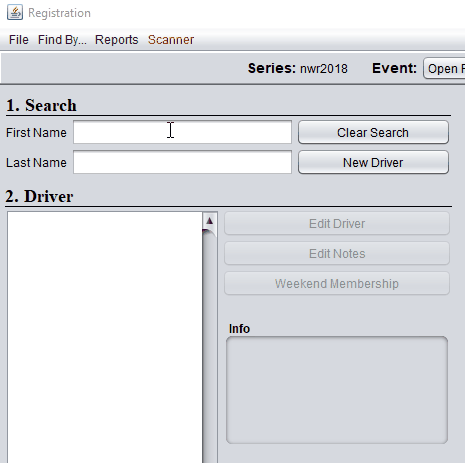 Registration
File Find By... Reports Scanner
Series: nwr2018 Event: Open
1. Search
First Name Clear Search
Last Name New Driver
2. Driver
Edit Driver
Edit Notes
Weekend Membership
Info